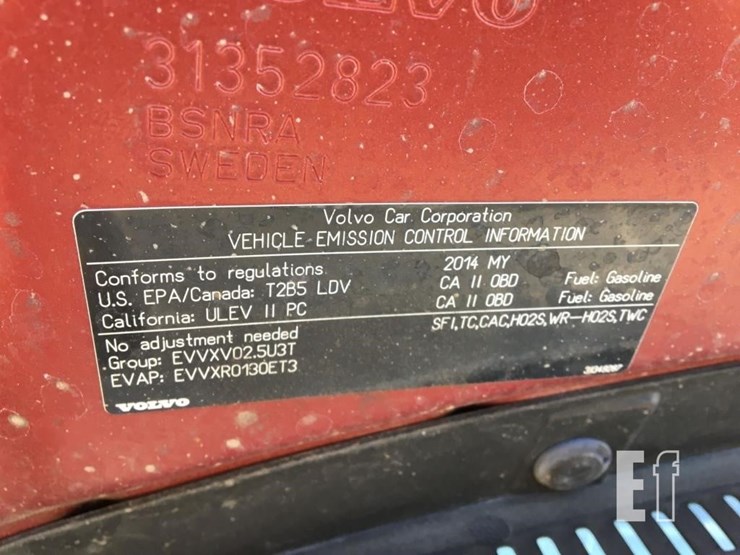 VOLVO
31352823
BSNRA
SWEDEN
Volvo Car Corporation
VEHICLE EMISSION CONTROL INFORMATION
Conforms to regulations 2014 MY
U.S. EPA/Canada: T2B5 LDV CA II OBD Fuel: Gasoline
California: ULEV II PC CA II OBD Fuel: Gasoline
No adjustment needed SFI,TC,CAC,HO2S,WR-HO2S,TWC
Group: EVVXV02.5U3T
EVAP: EVVXR0130ET3
VOLVO
Ef